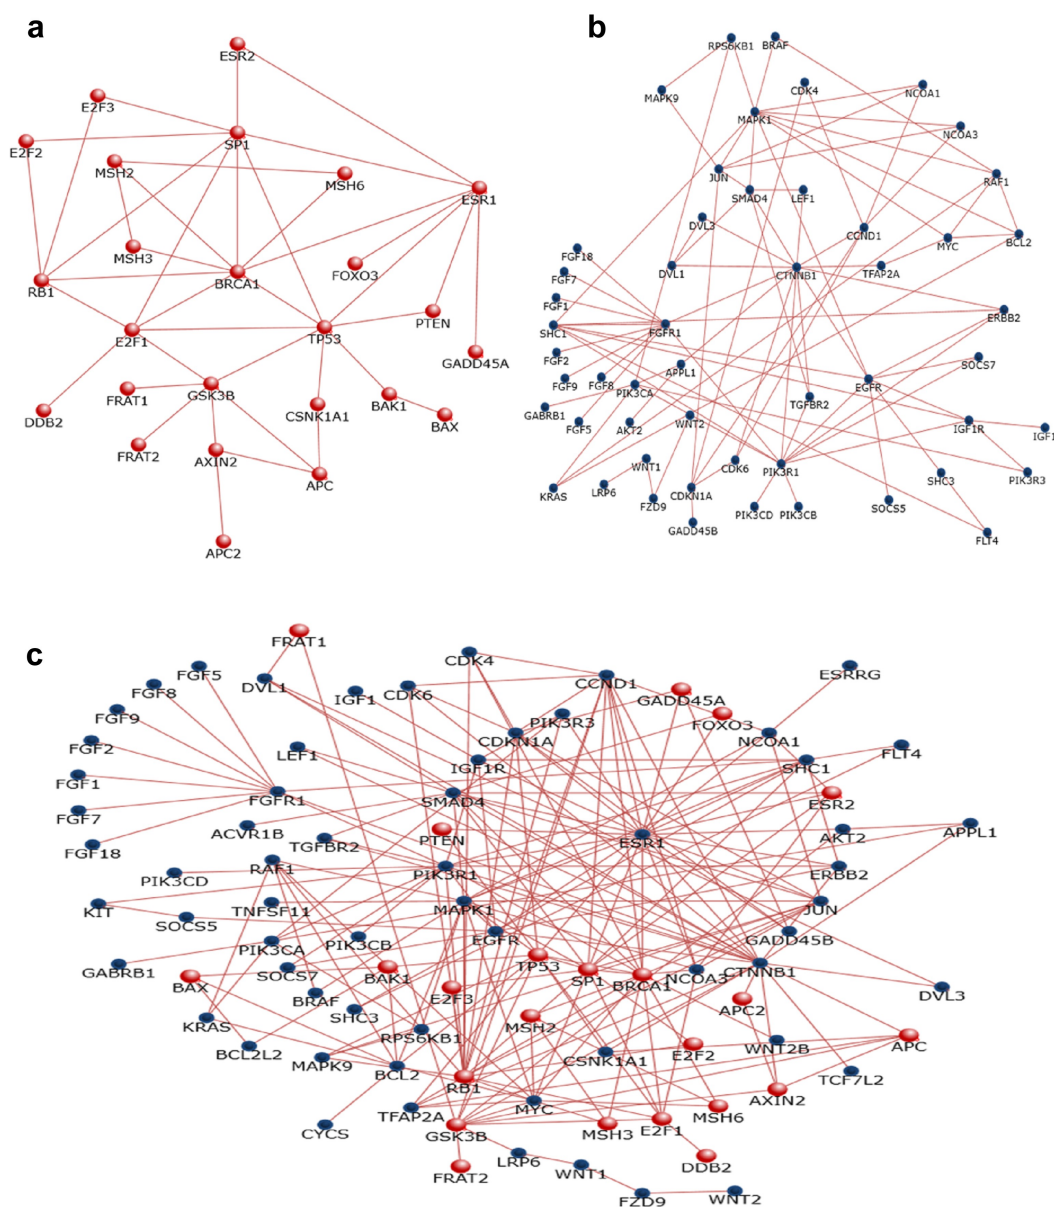 a
ESR2
E2F3
SP1
E2F2
MSH2
MSH6
ESR1
MSH3
FOXO3
RB1
BRCA1
PTEN
E2F1
TP53
GADD45A
FRAT1
GSK3B
BAK1
CSNK1A1
DDB2
BAX
FRAT2
AXIN2
APC
APC2
b
RPS6KB1
BRAF
CDK4
NCOA1
MAPK9
MAPK1
NCOA3
JUN
RAF1
SMAD4
LEF1
DVL3
CCND1
MYC
BCL2
FGF18
DVL1
CTNNB1
TFAP2A
FGF7
FGF1
ERBB2
SHC1
FGFR1
FGF2
APPL1
SOCS7
FGF9
FGF8
PIK3CA
EGFR
TGFBR2
GABRB1
FGF5
AKT2
WNT2
IGF1R
IGF1
WNT1
CDK6
PIK3R1
SHC3
PIK3R3
KRAS
LRP6
FZD9
CDKN1A
PIK3CD
PIK3CB
SOCS5
GADD45B
FLT4
c
FRAT1
CDK4
FGF5
DVL1
CCND1
ESRRG
FGF8
IGF1
CDK6
GADD45A
FGF9
PIK3R3
FOXO3
CDKN1A
NCOA1
FGF2
LEF1
FLT4
IGF1R
SHC1
FGF1
FGFR1
SMAD4
ESR2
FGF7
ACVR1B
PTEN
ESR1
AKT2
APPL1
FGF18
TGFBR2
RAF1
PIK3R1
ERBB2
PIK3CD
KIT
TNFSF11
MAPK1
JUN
SOCS5
EGFR
GADD45B
PIK3CA
PIK3CB
GABRB1
SOCS7
BAK1
TP53
SP1
BRCA1
NCOA3
CTNNB1
BAX
BRAF
E2F3
APC2
DVL3
KRAS
SHC3
MSH2
RPS6KB1
BCL2L2
MAPK9
BCL2
CSNK1A1
E2F2
WNT2B
APC
RB1
TCF7L2
TFAP2A
MYC
AXIN2
MSH6
CYCS
GSK3B
MSH3
E2F1
LRP6
DDB2
FRAT2
WNT1
FZD9
WNT2